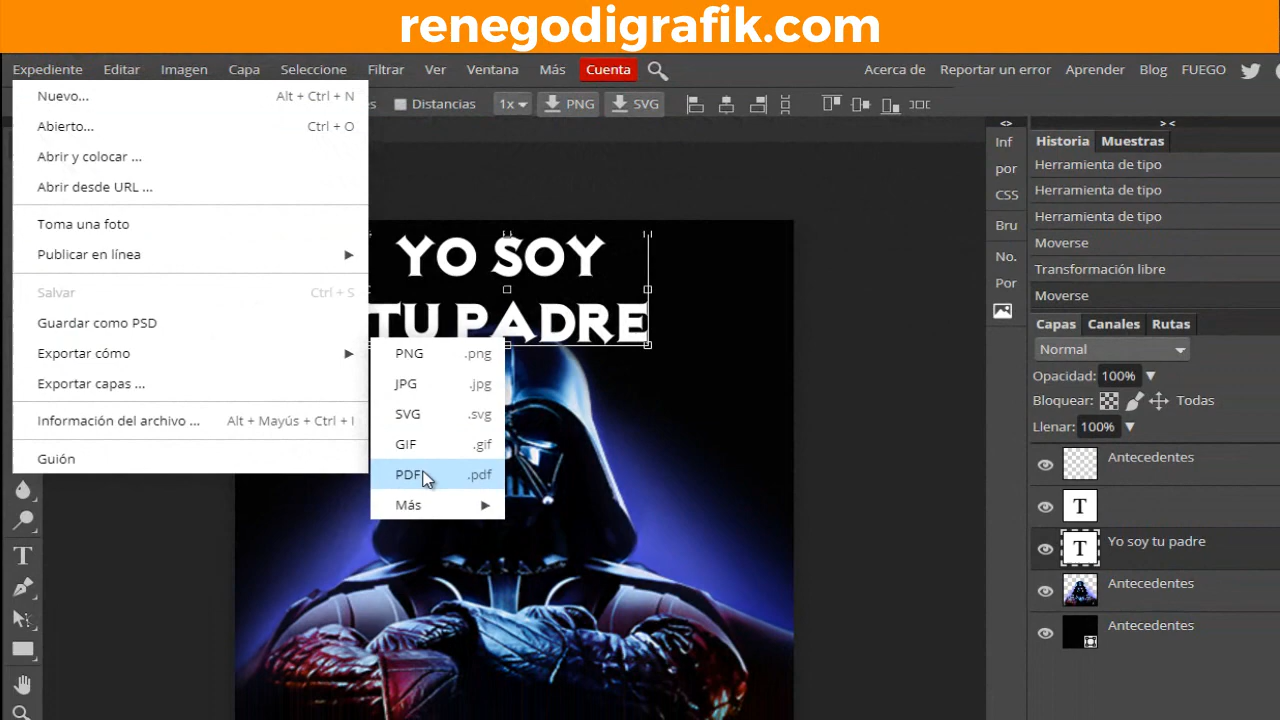 renegodigrafik.com
Expediente Editar Imagen Capa Seleccione Filtrar Ver Ventana Más Cuenta Acerca de Reportar un error Aprender Blog FUEGO
Distancias 1x PNG SVG
Nuevo... Alt + Ctrl + N
Abierto... Ctrl + O
Abrir y colocar ...
Abrir desde URL ...
Toma una foto
Publicar en línea
Salvar Ctrl + S
Guardar como PSD
Exportar cómo
Exportar capas ...
Información del archivo ... Alt + Mayús + Ctrl + I
Guión
PNG .png
JPG .jpg
SVG .svg
GIF .gif
PDF .pdf
Más
YO SOY
TU PADRE
T
<>
Inf
por
CSS
Bru
No.
Por
> <
Historia Muestras
Herramienta de tipo
Herramienta de tipo
Herramienta de tipo
Moverse
Transformación libre
Moverse
Capas Canales Rutas
Normal
Opacidad: 100%
Bloquear: Todas
Llenar: 100%
Antecedentes
T
T Yo soy tu padre
Antecedentes
Antecedentes